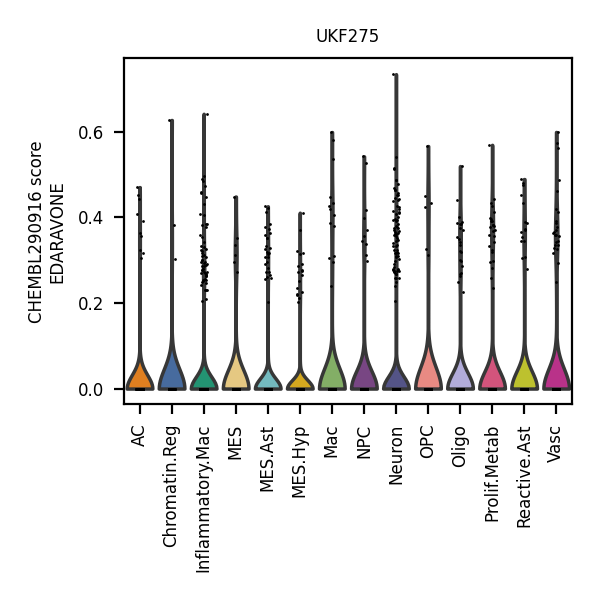 UKF275
CHEMBL290916 score
EDARAVONE
0.6
0.4
0.2
0.0
AC
Chromatin.Reg
Inflammatory.Mac
MES
MES.Ast
MES.Hyp
Mac
NPC
Neuron
OPC
Oligo
Prolif.Metab
Reactive.Ast
Vasc